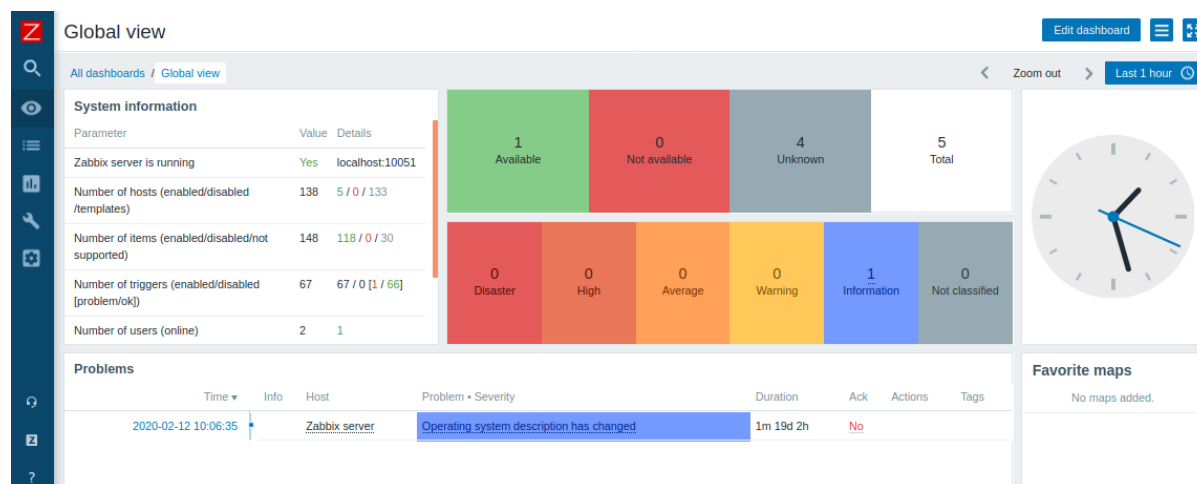 Z
Global view
Edit dashboard
All dashboards / Global view
Zoom out
Last 1 hour
System information
Parameter Value Details
Zabbix server is running Yes localhost:10051
Number of hosts (enabled/disabled
/templates) 138 5 / 0 / 133
Number of items (enabled/disabled/not
supported) 148 118 / 0 / 30
Number of triggers (enabled/disabled
[problem/ok]) 67 67 / 0 [1 / 66]
Number of users (online) 2 1
1 0 4 5
Available Not available Unknown Total
0 0 0 0 1 0
Disaster High Average Warning Information Not classified
Problems
Time Info Host Problem • Severity Duration Ack Actions Tags
2020-02-12 10:06:35 Zabbix server Operating system description has changed 1m 19d 2h No
Favorite maps
No maps added.
Z
?